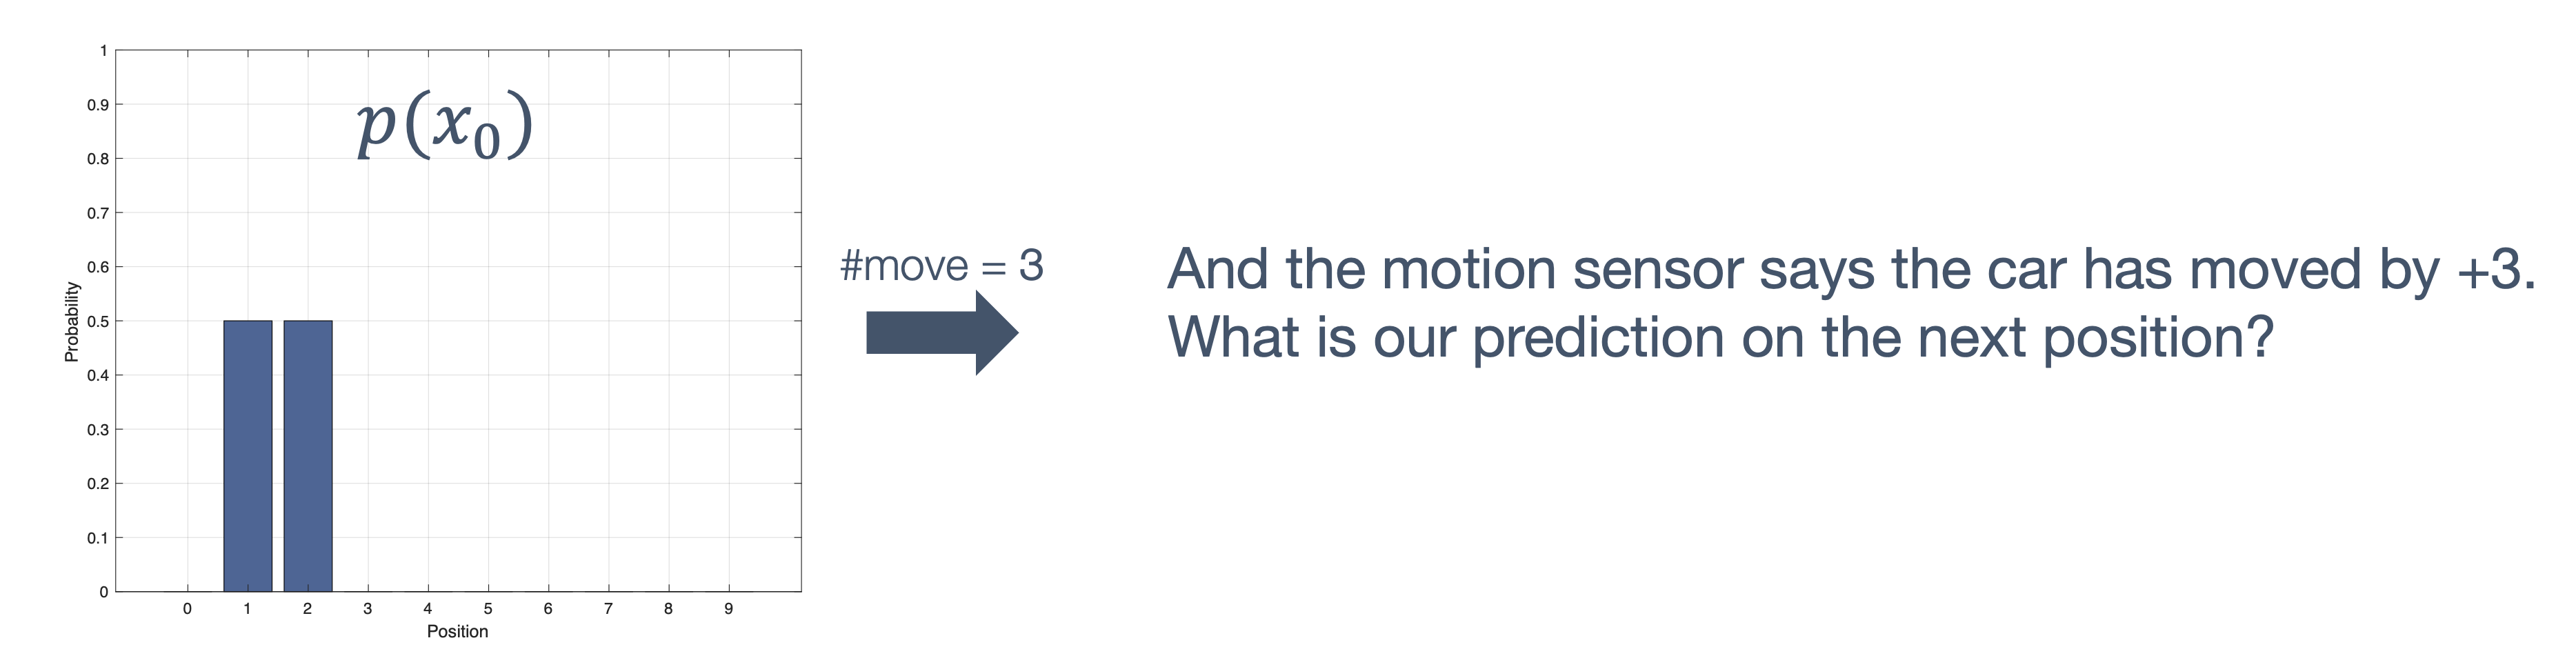 p(x₀)
1
0.9
0.8
0.7
0.6
0.5
0.4
0.3
0.2
0.1
0
Probability
0 1 2 3 4 5 6 7 8 9
Position
#move = 3
And the motion sensor says the car has moved by +3.
What is our prediction on the next position?